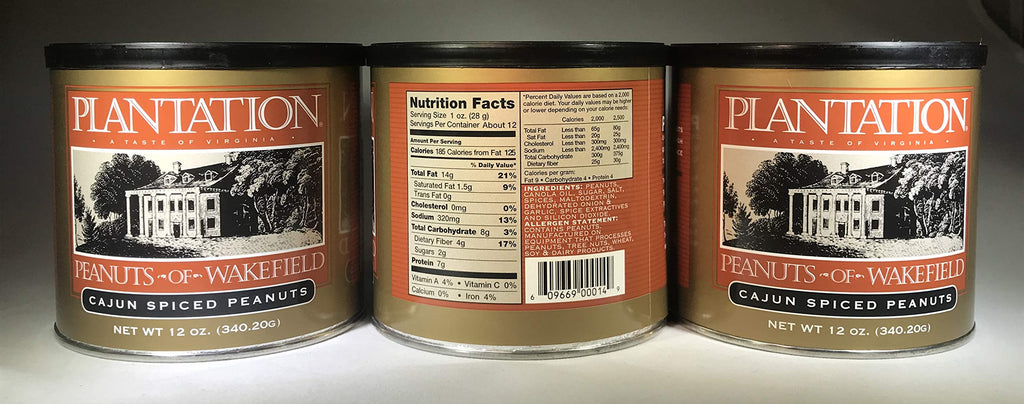 PLANTATION
• A TASTE OF VIRGINIA •
PEANUTS OF WAKEFIELD
CAJUN SPICED PEANUTS
NET WT 12 OZ. (340.20G)
Nutrition Facts
Serving Size 1 oz. (28 g)
Servings Per Container About 12
Amount Per Serving
Calories 185 Calories from Fat 125
% Daily Value*
Total Fat 14g 21%
Saturated Fat 1.5g 9%
Trans Fat 0g
Cholesterol 0mg 0%
Sodium 320mg 13%
Total Carbohydrate 8g 3%
Dietary Fiber 4g 17%
Sugars 2g
Protein 7g
Vitamin A 4% • Vitamin C 0%
Calcium 0% • Iron 4%
*Percent Daily Values are based on a 2,000
calorie diet. Your daily values may be higher
or lower depending on your calorie needs:
Calories 2,000 2,500
Total Fat Less than 65g 80g
Sat Fat Less than 20g 25g
Cholesterol Less than 300mg 300mg
Sodium Less than 2,400mg 2,400mg
Total Carbohydrate 300g 375g
Dietary fiber 25g 30g
Calories per gram:
Fat 9 • Carbohydrate 4 • Protein 4
INGREDIENTS: PEANUTS,
CANOLA OIL, SUGAR, SALT,
SPICES, MALTODEXTRIN,
DEHYDRATED ONION &
GARLIC, SPICE EXTRACTIVES
AND SILICON DIOXIDE
ALLERGEN STATEMENT:
CONTAINS PEANUTS.
MANUFACTURED ON
EQUIPMENT THAT PROCESSES
PEANUTS, TREE NUTS, WHEAT,
SOY & DAIRY PRODUCTS.
6 09669 00014 9
PLANTATION
• A TASTE OF VIRGINIA •
PEANUTS OF WAKEFIELD
CAJUN SPICED PEANUTS
NET WT 12 OZ. (340.20G)